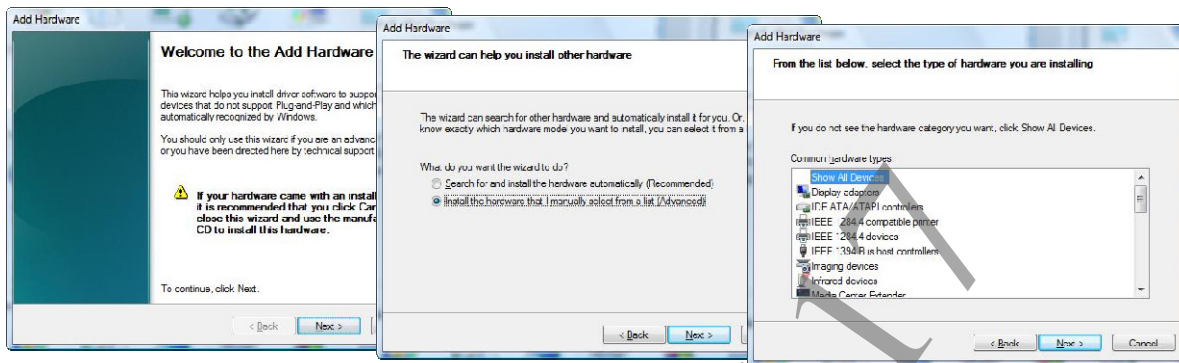 Add Hardware
Welcome to the Add Hardware
This wizard helps you install driver software to suppor
devices that do not support Plug-and-Play and which
automatically recognized by Windows.
You should only use this wizard if you are an advanc
or you have been directed here by technical support
If your hardware came with an install
it is recommended that you click Can
close this wizard and use the manufa
CD to install this hardware.
To continue, click Next.
< Back
Next >
Add Hardware
The wizard can help you install other hardware
The wizard can search for other hardware and automatically install it for you. Or,
know exactly which hardware model you want to install, you can select it from a
What do you want the wizard to do?
Search for and install the hardware automatically (Recommended)
Install the hardware that I manually select from a list (Advanced)
< Back
Next >
Add Hardware
From the list below, select the type of hardware you are installing
If you do not see the hardware category you want, click Show All Devices.
Common hardware types:
Show All Devices
Display adapters
IDE ATA/ATAPI controllers
IEEE 1284.4 compatible printer
IEEE 1284.4 devices
IEEE 1394 Bus host controllers
Imaging devices
Infrared devices
Media Center Extender
< Back
Next >
Cancel